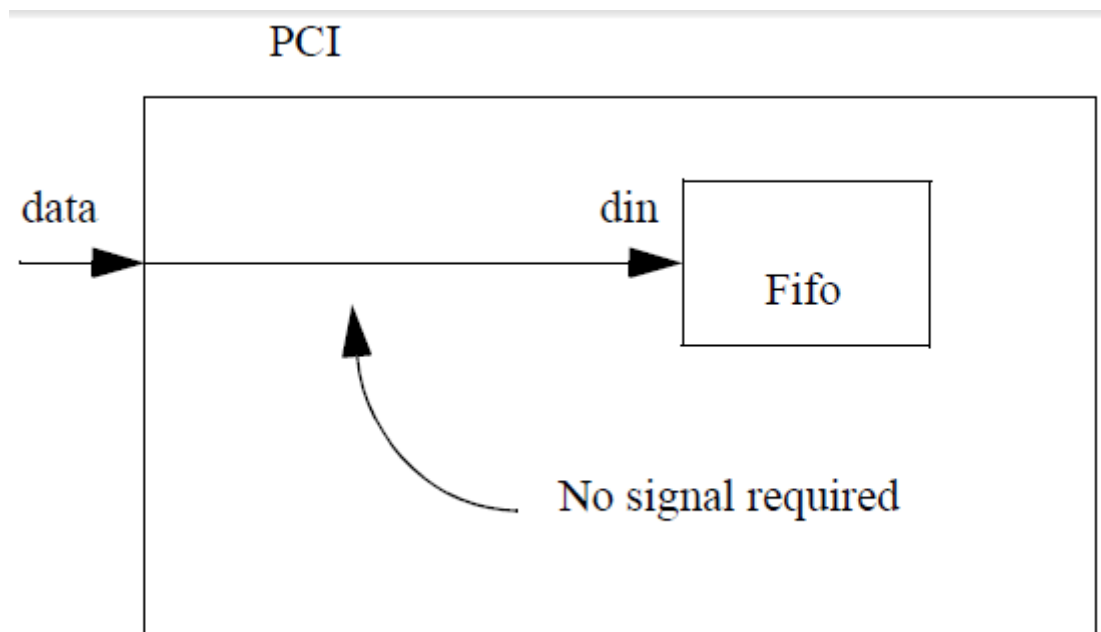 PCI
data
din
Fifo
No signal required